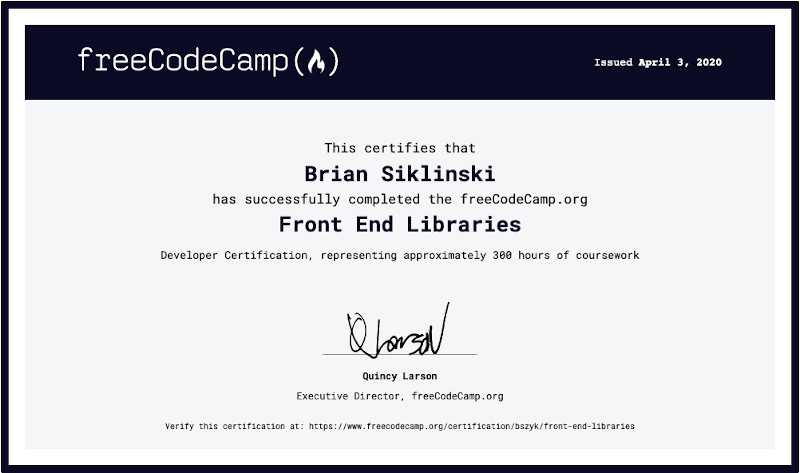 freeCodeCamp(🔥)
Issued April 3, 2020
This certifies that
Brian Siklinski
has successfully completed the freeCodeCamp.org
Front End Libraries
Developer Certification, representing approximately 300 hours of coursework
Q Larson
Quincy Larson
Executive Director, freeCodeCamp.org
Verify this certification at: https://www.freecodecamp.org/certification/bszyk/front-end-libraries